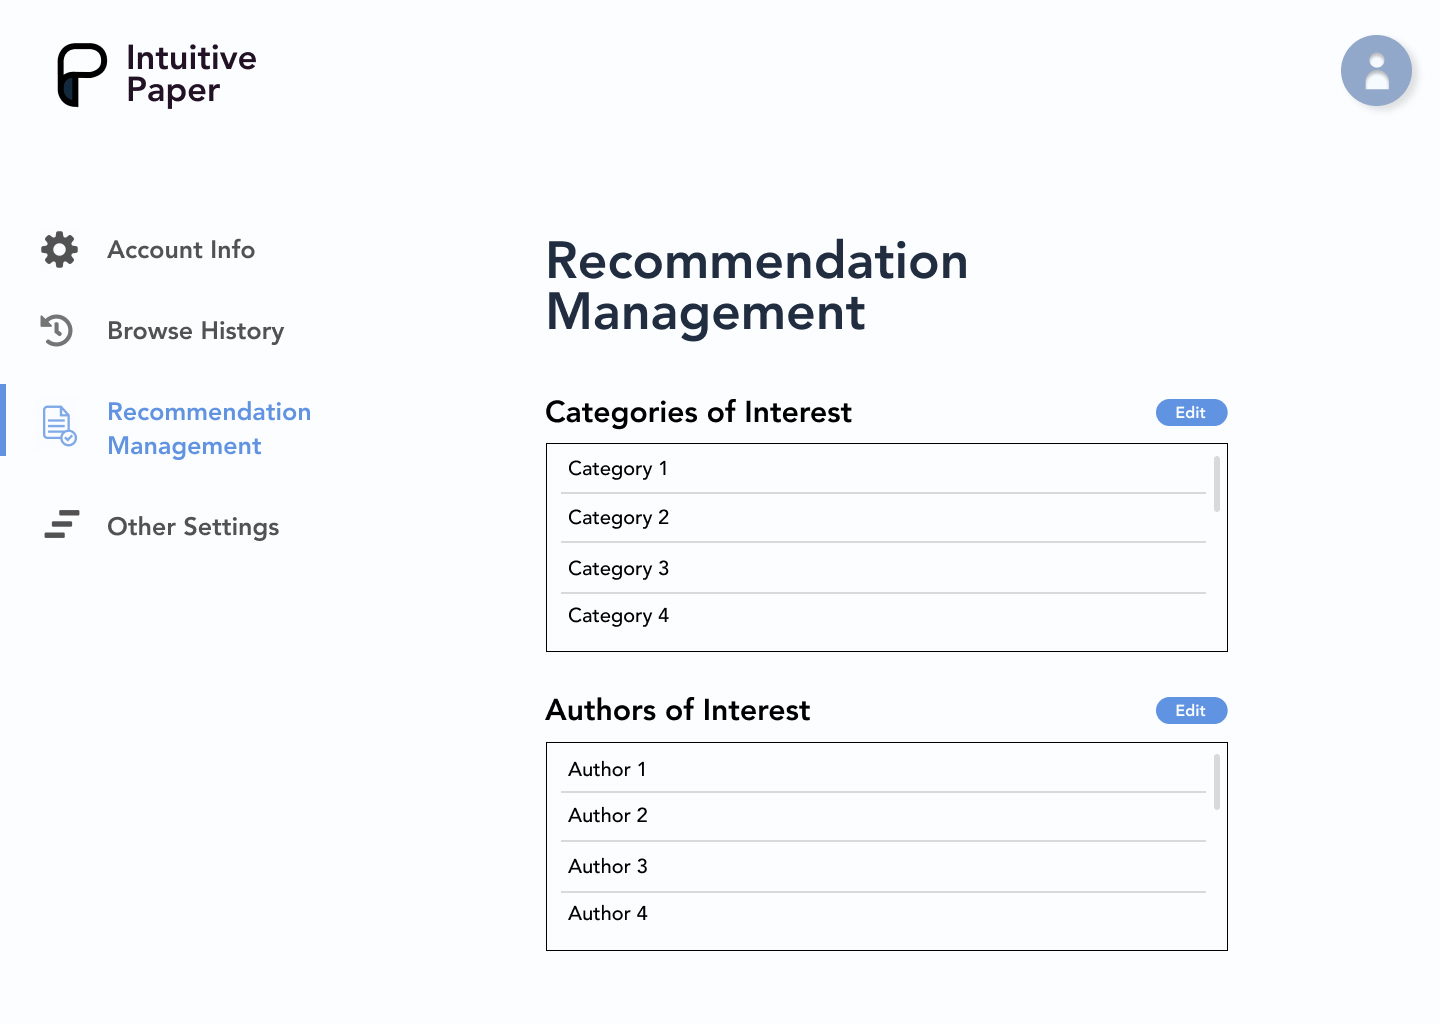 Intuitive
Paper
Account Info
Browse History
Recommendation
Management
Other Settings
Recommendation
Management
Categories of Interest
Edit
Category 1
Category 2
Category 3
Category 4
Authors of Interest
Edit
Author 1
Author 2
Author 3
Author 4